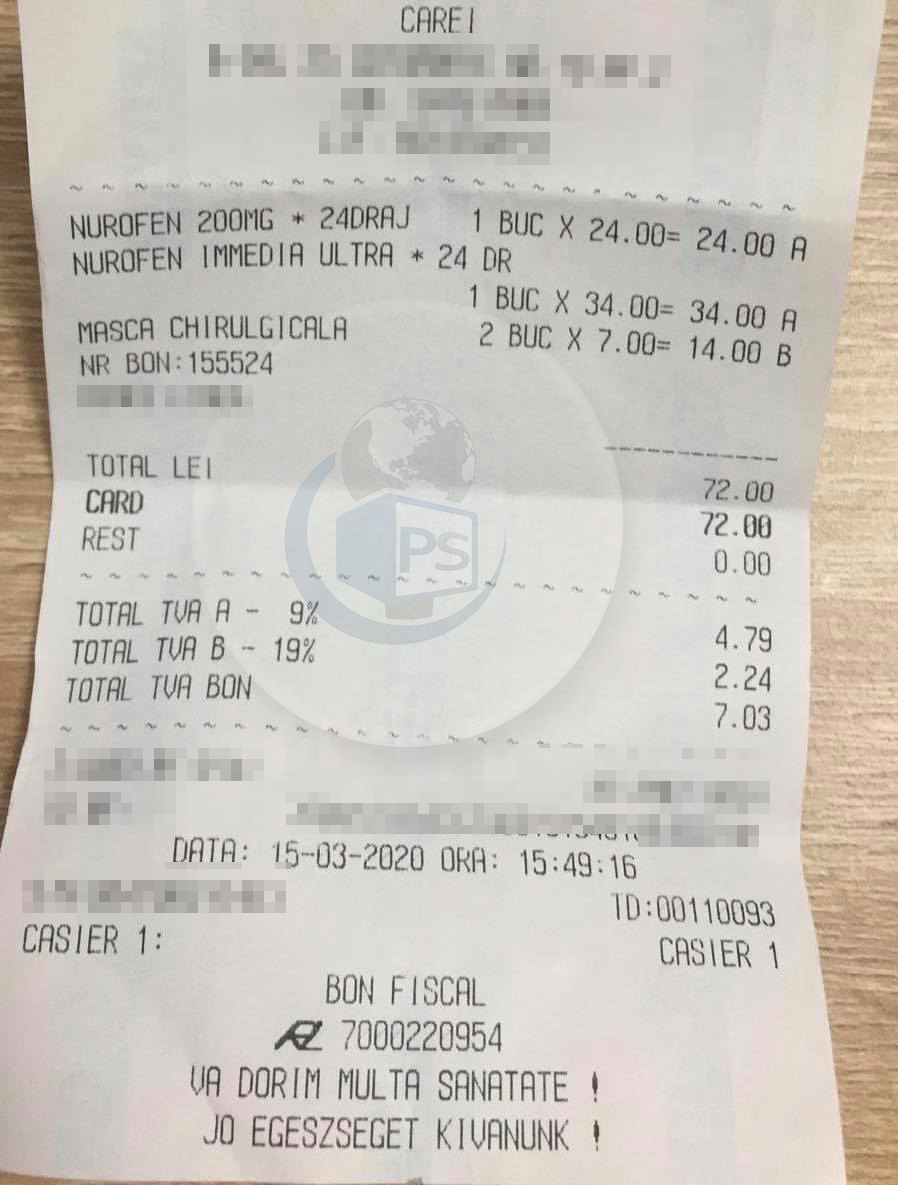 CAREI
NUROFEN 200MG * 24DRAJ 1 BUC X 24.00= 24.00 A
NUROFEN IMMEDIA ULTRA * 24 DR
1 BUC X 34.00= 34.00 A
MASCA CHIRULGICALA 2 BUC X 7.00= 14.00 B
NR BON:155524
PS
TOTAL LEI 72.00
CARD 72.00
REST 0.00
TOTAL TVA A - 9% 4.79
TOTAL TVA B - 19% 2.24
TOTAL TVA BON 7.03
DATA: 15-03-2020 ORA: 15:49:16
ID:00110093
CASIER 1: CASIER 1
BON FISCAL
7000220954
VA DORIM MULTA SANATATE !
JO EGESZSEGET KIVANUNK !